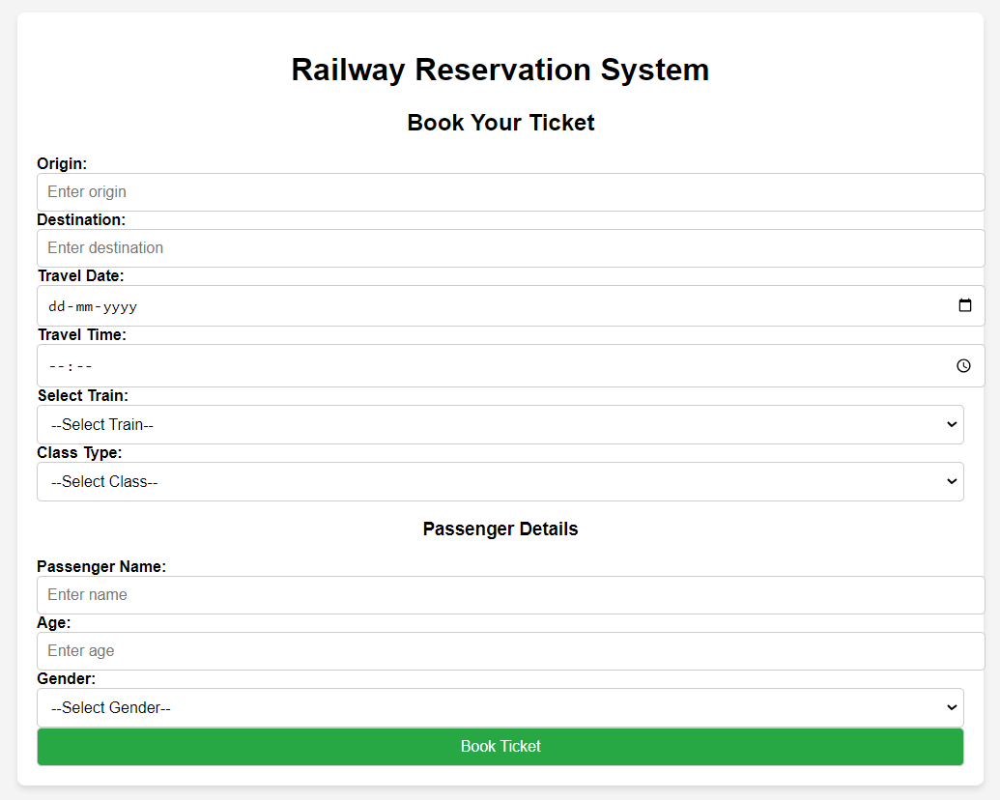 Railway Reservation System
Book Your Ticket
Origin:
Enter origin
Destination:
Enter destination
Travel Date:
dd-mm-yyyy
Travel Time:
--:--
Select Train:
--Select Train--
Class Type:
--Select Class--
Passenger Details
Passenger Name:
Enter name
Age:
Enter age
Gender:
--Select Gender--
Book Ticket